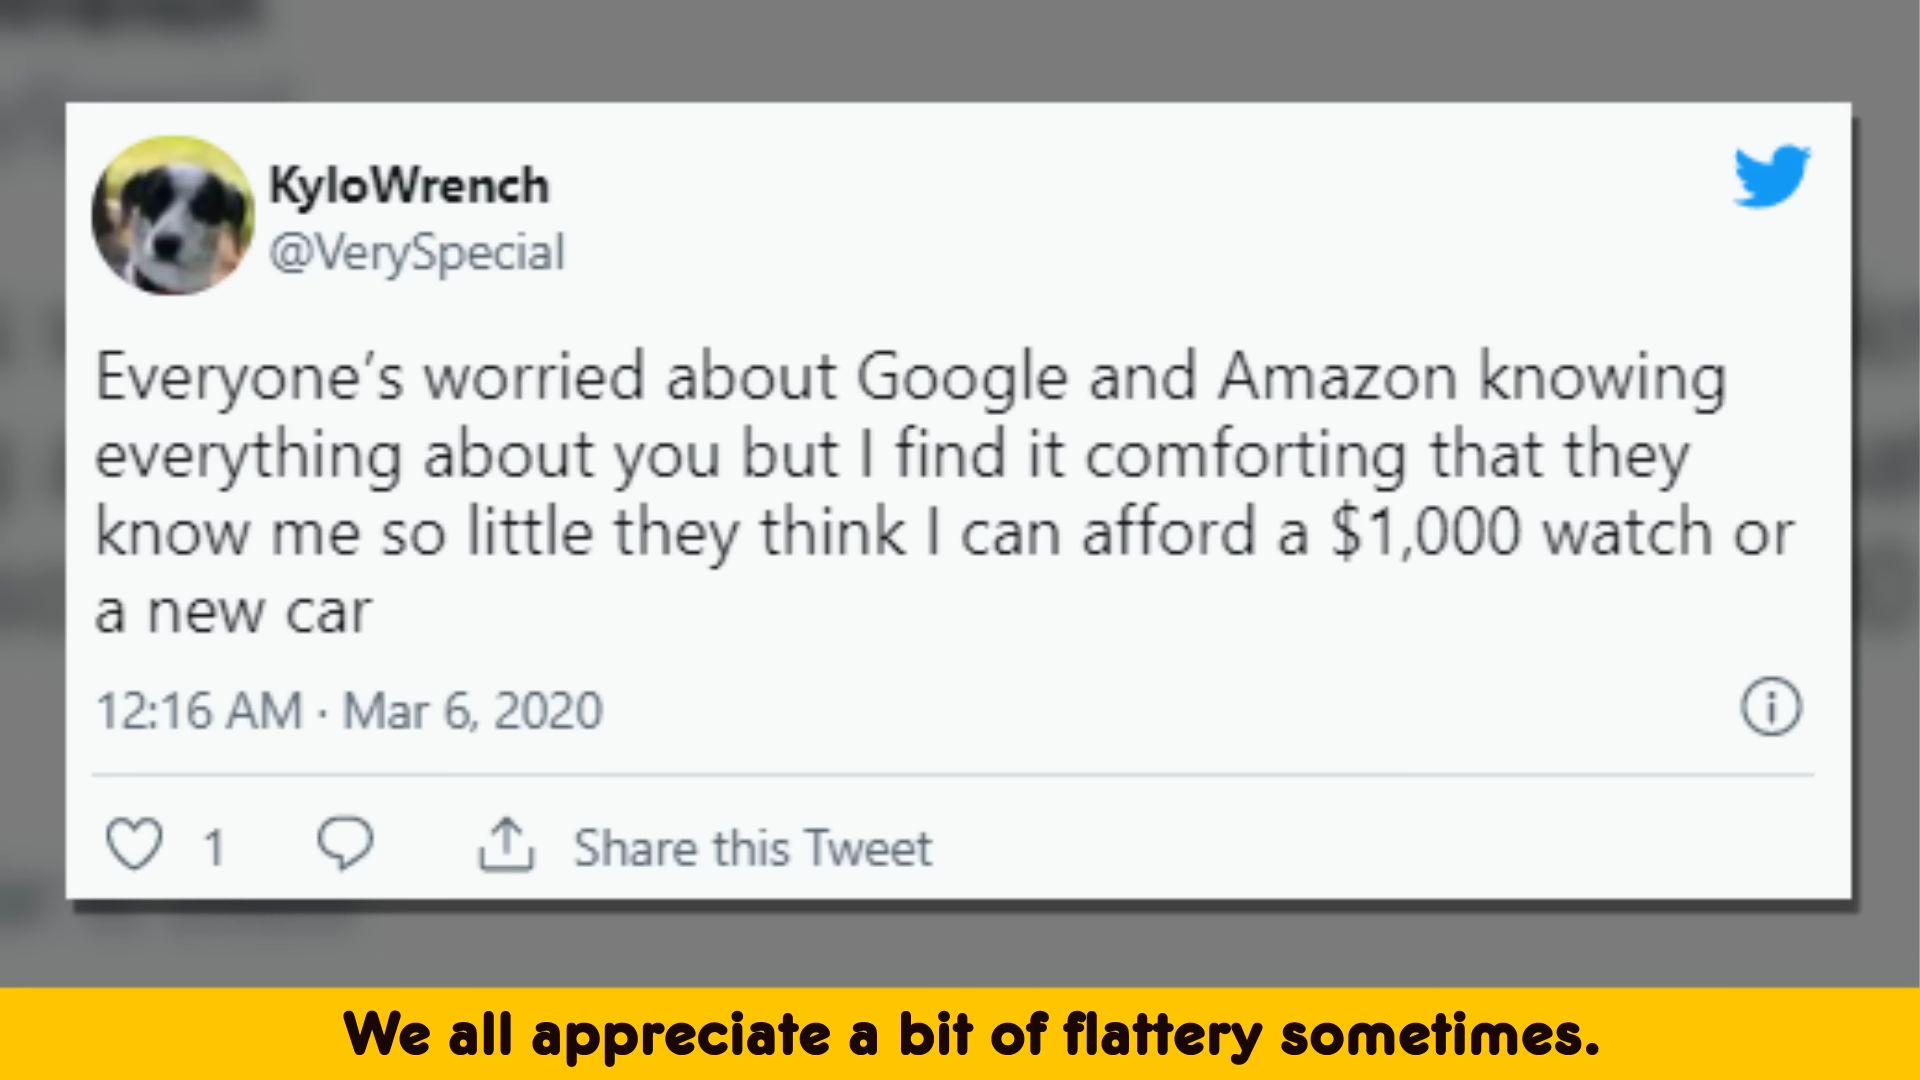 KyloWrench
@VerySpecial
Everyone’s worried about Google and Amazon knowing
everything about you but I find it comforting that they
know me so little they think I can afford a $1,000 watch or
a new car
12:16 AM · Mar 6, 2020
1
Share this Tweet
We all appreciate a bit of flattery sometimes.